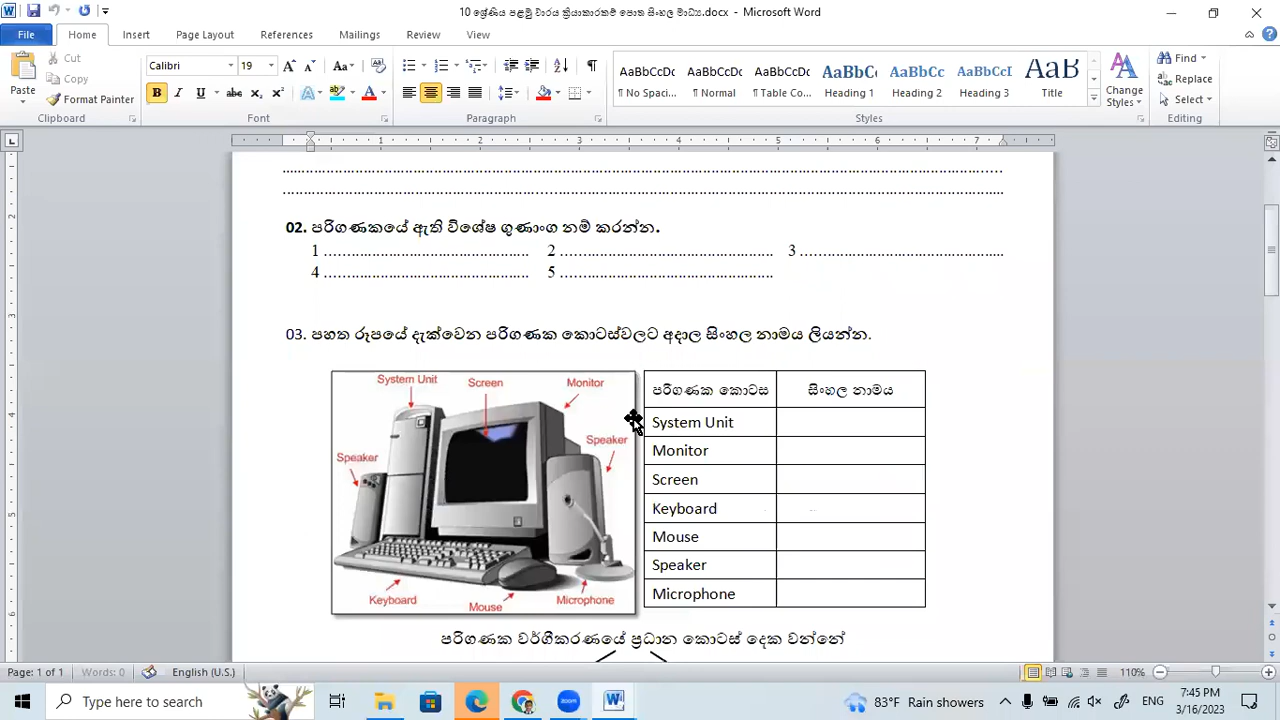 10 ශ්‍රේණිය පළමු වාරය ක්‍රියාකාරකම් පොත සිංහල මාධ්‍ය.docx - Microsoft Word
File Home Insert Page Layout References Mailings Review View
Paste
Cut
Copy
Format Painter
Clipboard
Calibri 19
Font
Paragraph
AaBbCcDc AaBbCcDc AaBbCcDc AaBbCc AaBbCc AaBbCcI AaB
¶ No Spaci... ¶ Normal ¶ Table Co... Heading 1 Heading 2 Heading 3 Title
Styles
Change Styles
Find
Replace
Select
Editing
02. පරිගණකයේ ඇති විශේෂ ගුණාංග නම් කරන්න.
1 .................................................. 2 .................................................. 3 ..................................................
4 .................................................. 5 ..................................................
03. පහත රූපයේ දැක්වෙන පරිගණක කොටස්වලට අදාල සිංහල නාමය ලියන්න.
System Unit
Screen
Monitor
Speaker
Speaker
Keyboard
Mouse
Microphone
පරිගණක කොටස සිංහල නාමය
System Unit
Monitor
Screen
Keyboard
Mouse
Speaker
Microphone
පරිගණක වර්ගීකරණයේ ප්‍රධාන කොටස් දෙක වන්නේ
Page: 1 of 1 Words: 0 English (U.S.) 110%
Type here to search
83°F Rain showers
ENG
7:45 PM
3/16/2023